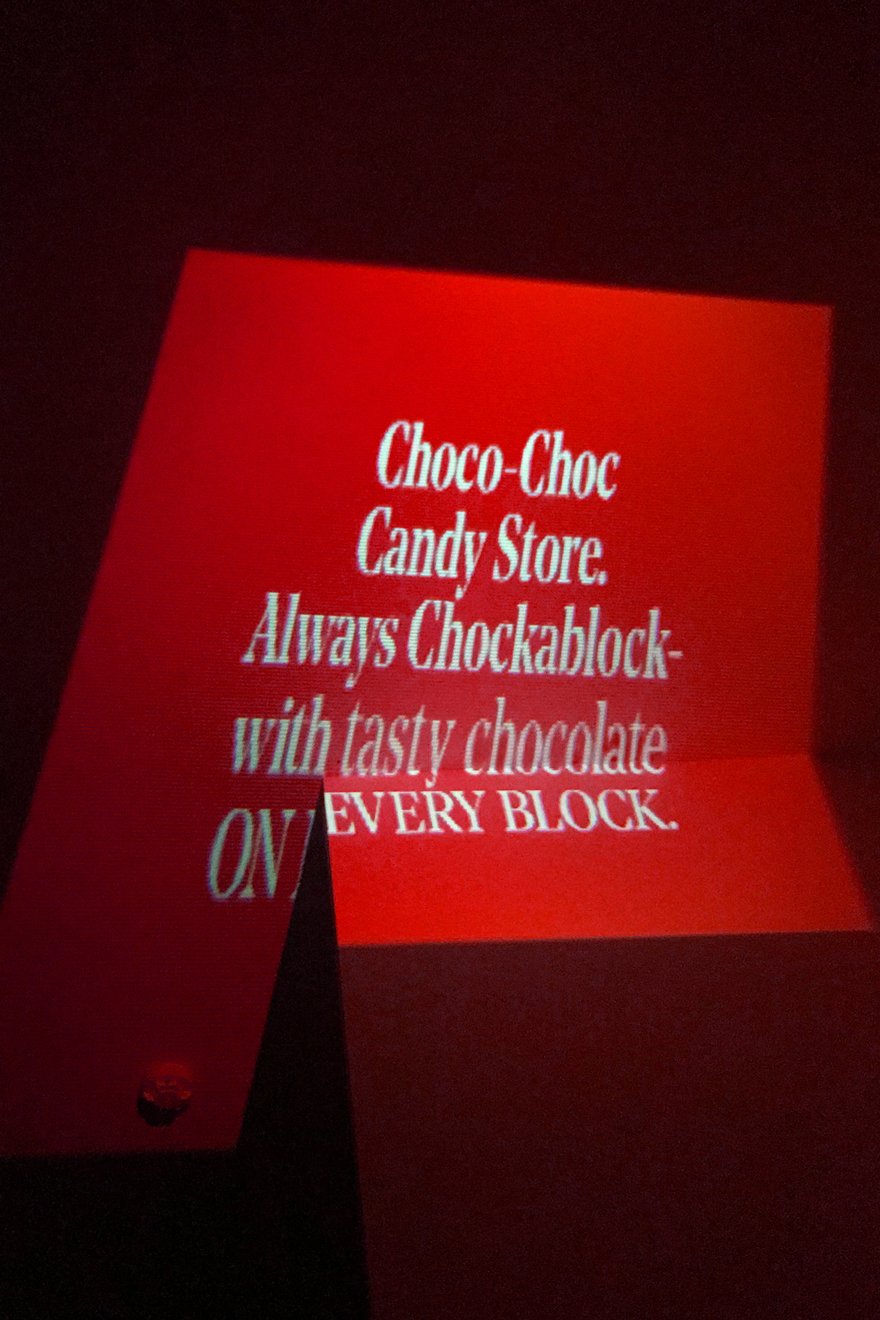 Choco-Choc
Candy Store.
Always Chockablock-
with tasty chocolate
ON EVERY BLOCK.